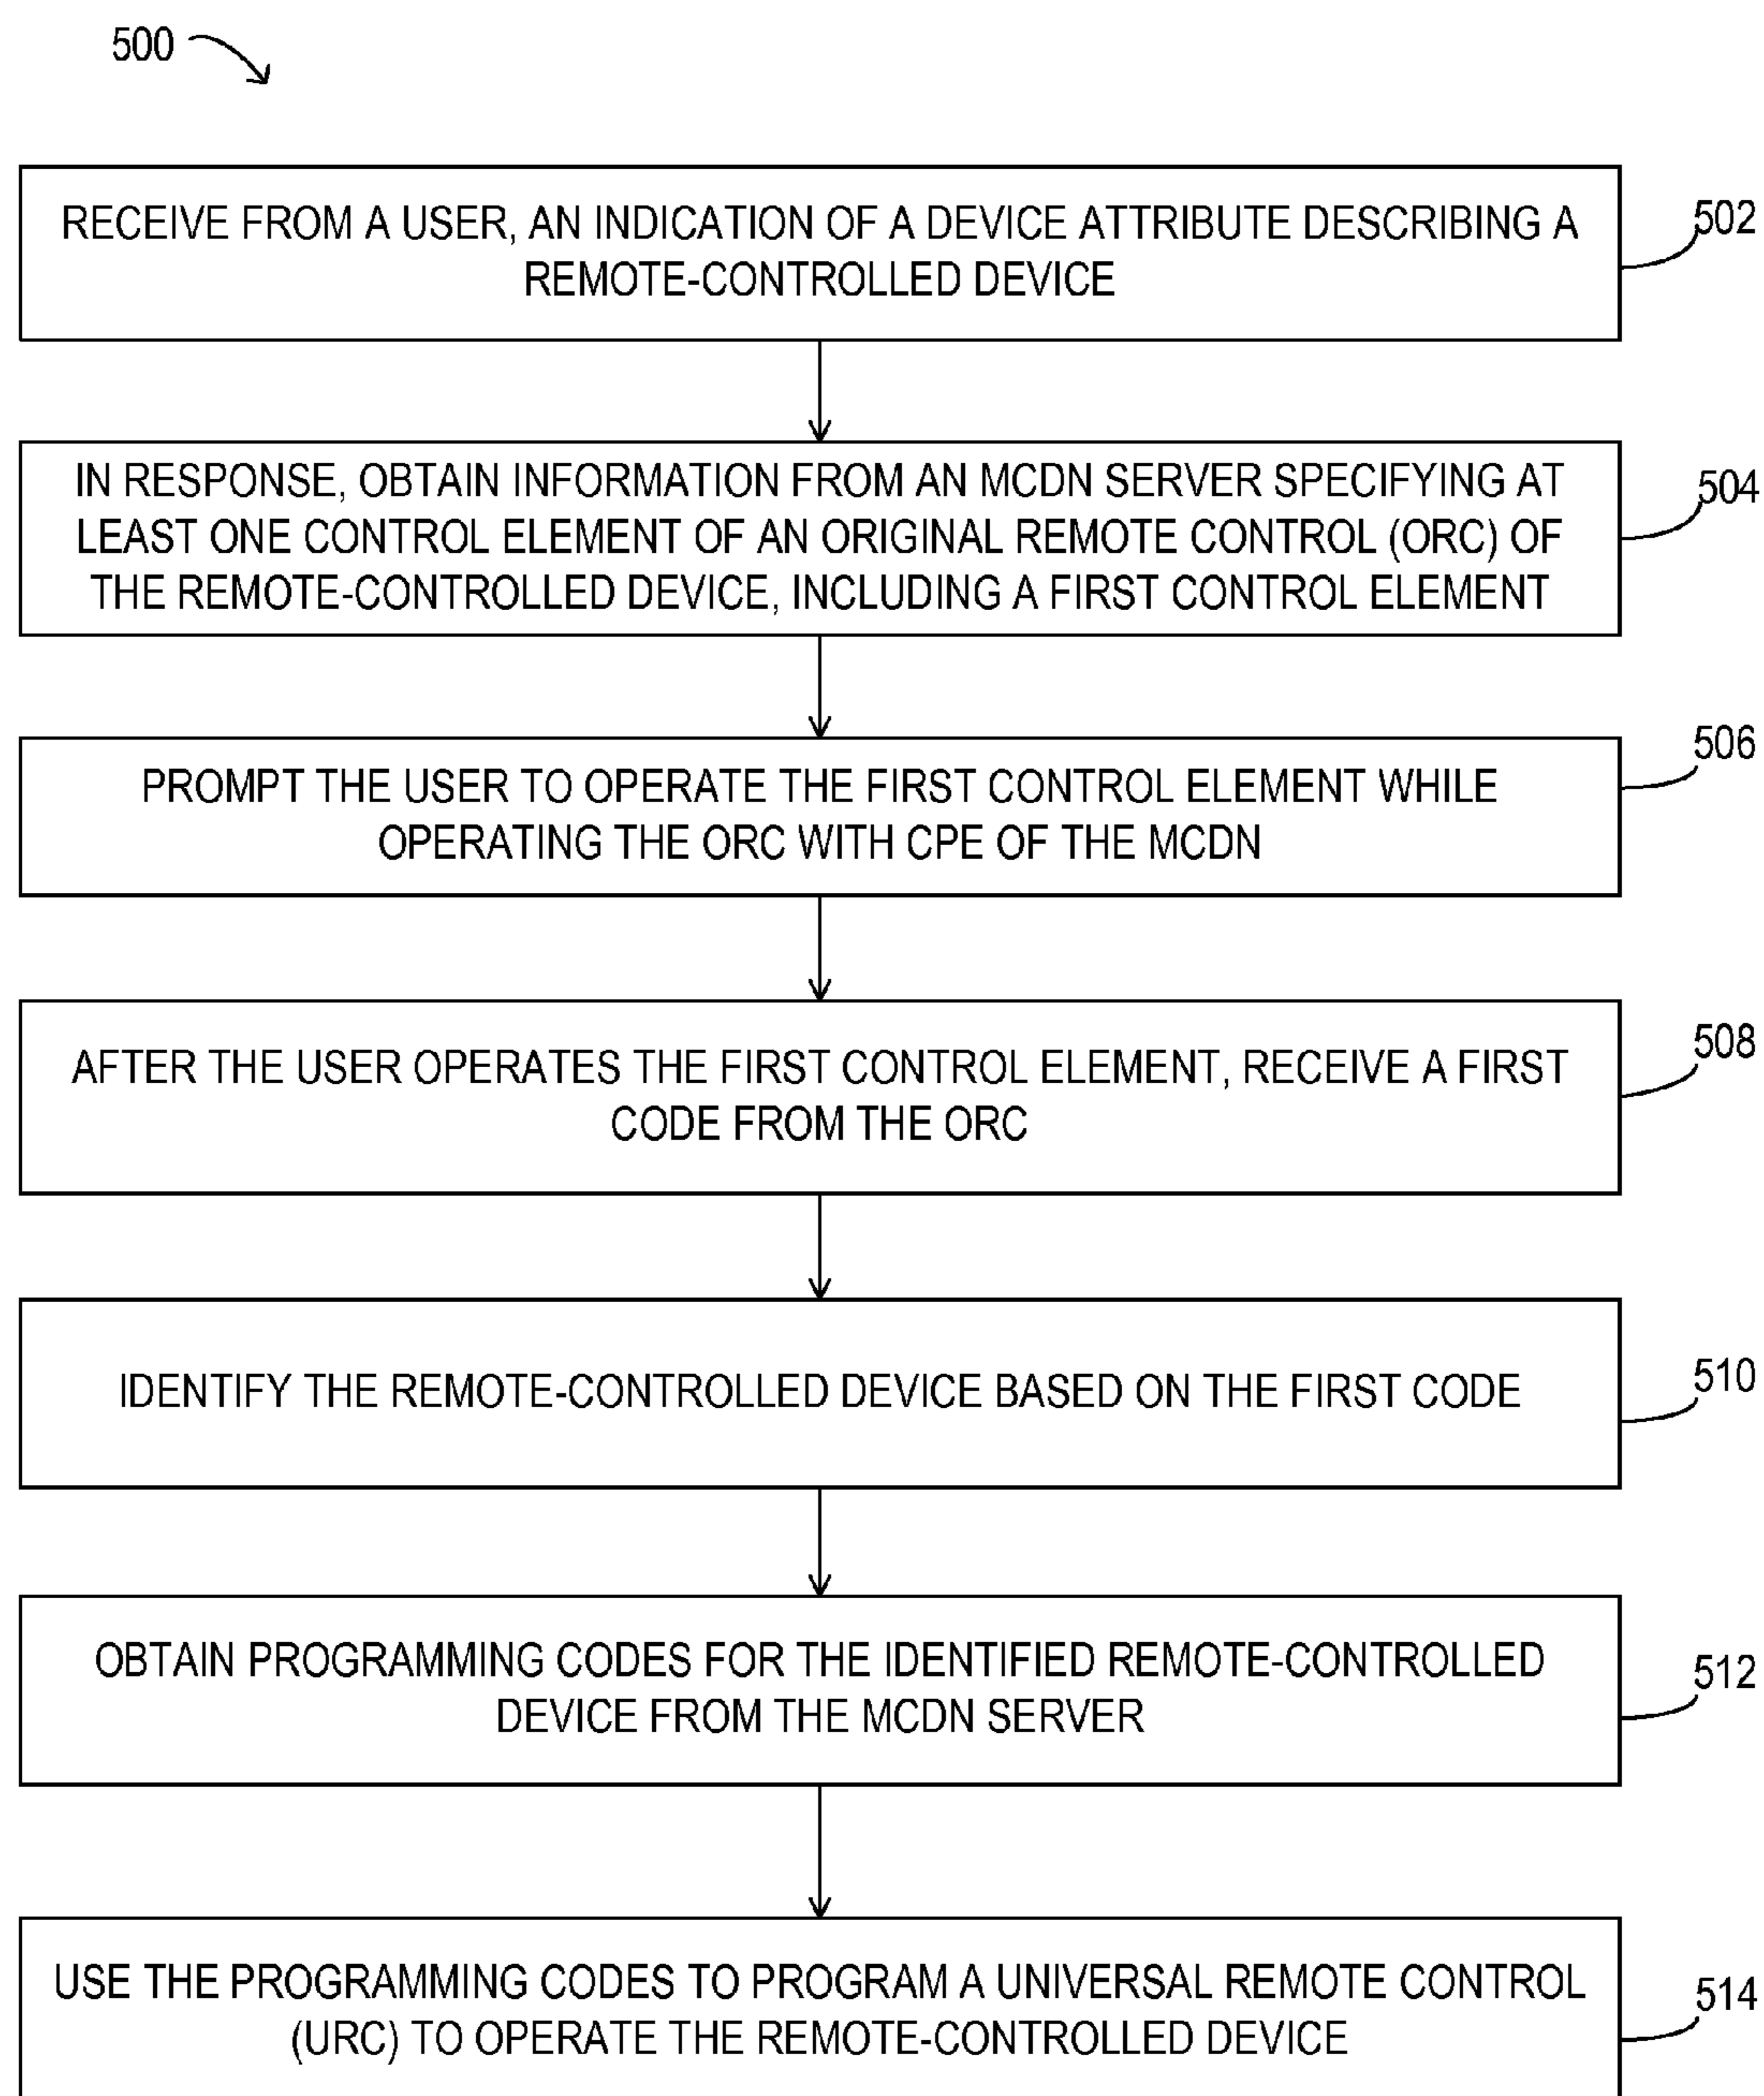 500
RECEIVE FROM A USER, AN INDICATION OF A DEVICE ATTRIBUTE DESCRIBING A
REMOTE-CONTROLLED DEVICE
502
IN RESPONSE, OBTAIN INFORMATION FROM AN MCDN SERVER SPECIFYING AT
LEAST ONE CONTROL ELEMENT OF AN ORIGINAL REMOTE CONTROL (ORC) OF
THE REMOTE-CONTROLLED DEVICE, INCLUDING A FIRST CONTROL ELEMENT
504
PROMPT THE USER TO OPERATE THE FIRST CONTROL ELEMENT WHILE
OPERATING THE ORC WITH CPE OF THE MCDN
506
AFTER THE USER OPERATES THE FIRST CONTROL ELEMENT, RECEIVE A FIRST
CODE FROM THE ORC
508
IDENTIFY THE REMOTE-CONTROLLED DEVICE BASED ON THE FIRST CODE
510
OBTAIN PROGRAMMING CODES FOR THE IDENTIFIED REMOTE-CONTROLLED
DEVICE FROM THE MCDN SERVER
512
USE THE PROGRAMMING CODES TO PROGRAM A UNIVERSAL REMOTE CONTROL
(URC) TO OPERATE THE REMOTE-CONTROLLED DEVICE
514